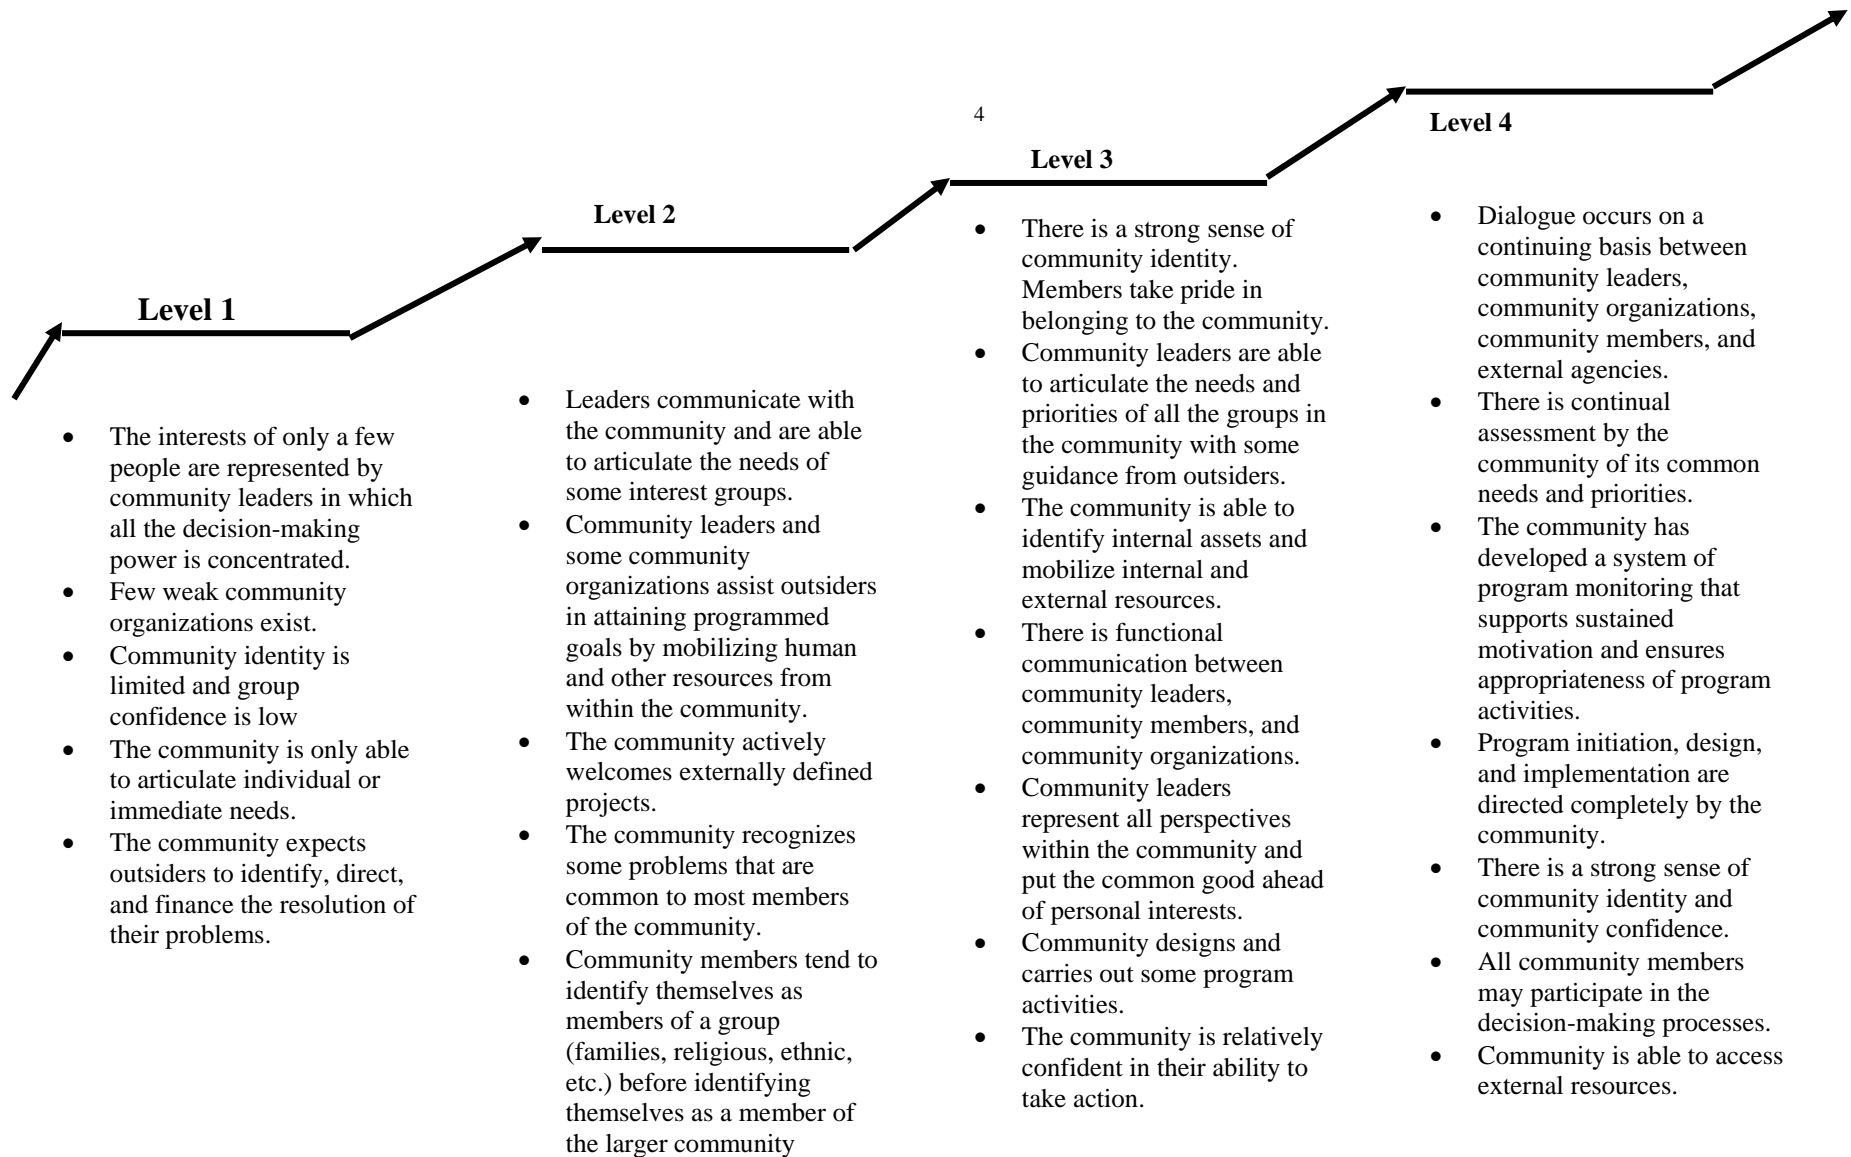 4
Level 1
• The interests of only a few
people are represented by
community leaders in which
all the decision-making
power is concentrated.
• Few weak community
organizations exist.
• Community identity is
limited and group
confidence is low
• The community is only able
to articulate individual or
immediate needs.
• The community expects
outsiders to identify, direct,
and finance the resolution of
their problems.
Level 2
• Leaders communicate with
the community and are able
to articulate the needs of
some interest groups.
• Community leaders and
some community
organizations assist outsiders
in attaining programmed
goals by mobilizing human
and other resources from
within the community.
• The community actively
welcomes externally defined
projects.
• The community recognizes
some problems that are
common to most members
of the community.
• Community members tend to
identify themselves as
members of a group
(families, religious, ethnic,
etc.) before identifying
themselves as a member of
the larger community
Level 3
• There is a strong sense of
community identity.
Members take pride in
belonging to the community.
• Community leaders are able
to articulate the needs and
priorities of all the groups in
the community with some
guidance from outsiders.
• The community is able to
identify internal assets and
mobilize internal and
external resources.
• There is functional
communication between
community leaders,
community members, and
community organizations.
• Community leaders
represent all perspectives
within the community and
put the common good ahead
of personal interests.
• Community designs and
carries out some program
activities.
• The community is relatively
confident in their ability to
take action.
Level 4
• Dialogue occurs on a
continuing basis between
community leaders,
community organizations,
community members, and
external agencies.
• There is continual
assessment by the
community of its common
needs and priorities.
• The community has
developed a system of
program monitoring that
supports sustained
motivation and ensures
appropriateness of program
activities.
• Program initiation, design,
and implementation are
directed completely by the
community.
• There is a strong sense of
community identity and
community confidence.
• All community members
may participate in the
decision-making processes.
• Community is able to access
external resources.